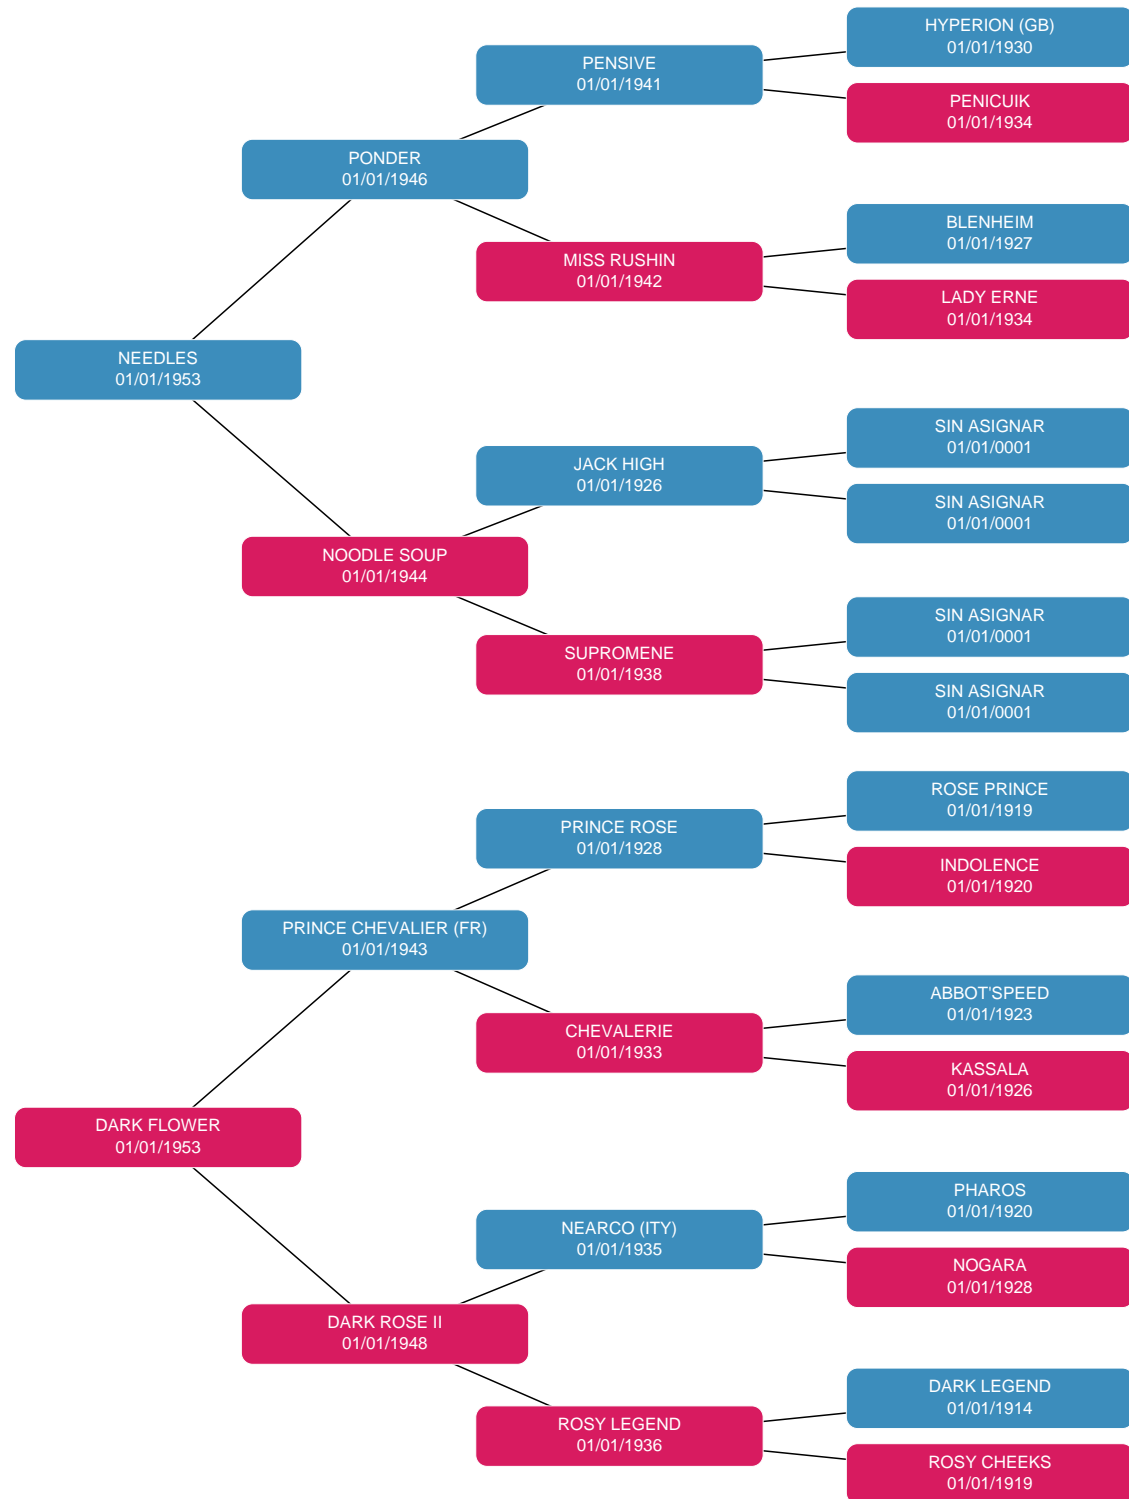 HYPERION (GB)
01/01/1930
PENSIVE
01/01/1941
PENICUIK
01/01/1934
PONDER
01/01/1946
BLENHEIM
01/01/1927
MISS RUSHIN
01/01/1942
LADY ERNE
01/01/1934
NEEDLES
01/01/1953
SIN ASIGNAR
01/01/0001
JACK HIGH
01/01/1926
SIN ASIGNAR
01/01/0001
NOODLE SOUP
01/01/1944
SIN ASIGNAR
01/01/0001
SUPROMENE
01/01/1938
SIN ASIGNAR
01/01/0001
ROSE PRINCE
01/01/1919
PRINCE ROSE
01/01/1928
INDOLENCE
01/01/1920
PRINCE CHEVALIER (FR)
01/01/1943
ABBOT'SPEED
01/01/1923
CHEVALERIE
01/01/1933
KASSALA
01/01/1926
DARK FLOWER
01/01/1953
PHAROS
01/01/1920
NEARCO (ITY)
01/01/1935
NOGARA
01/01/1928
DARK ROSE II
01/01/1948
DARK LEGEND
01/01/1914
ROSY LEGEND
01/01/1936
ROSY CHEEKS
01/01/1919